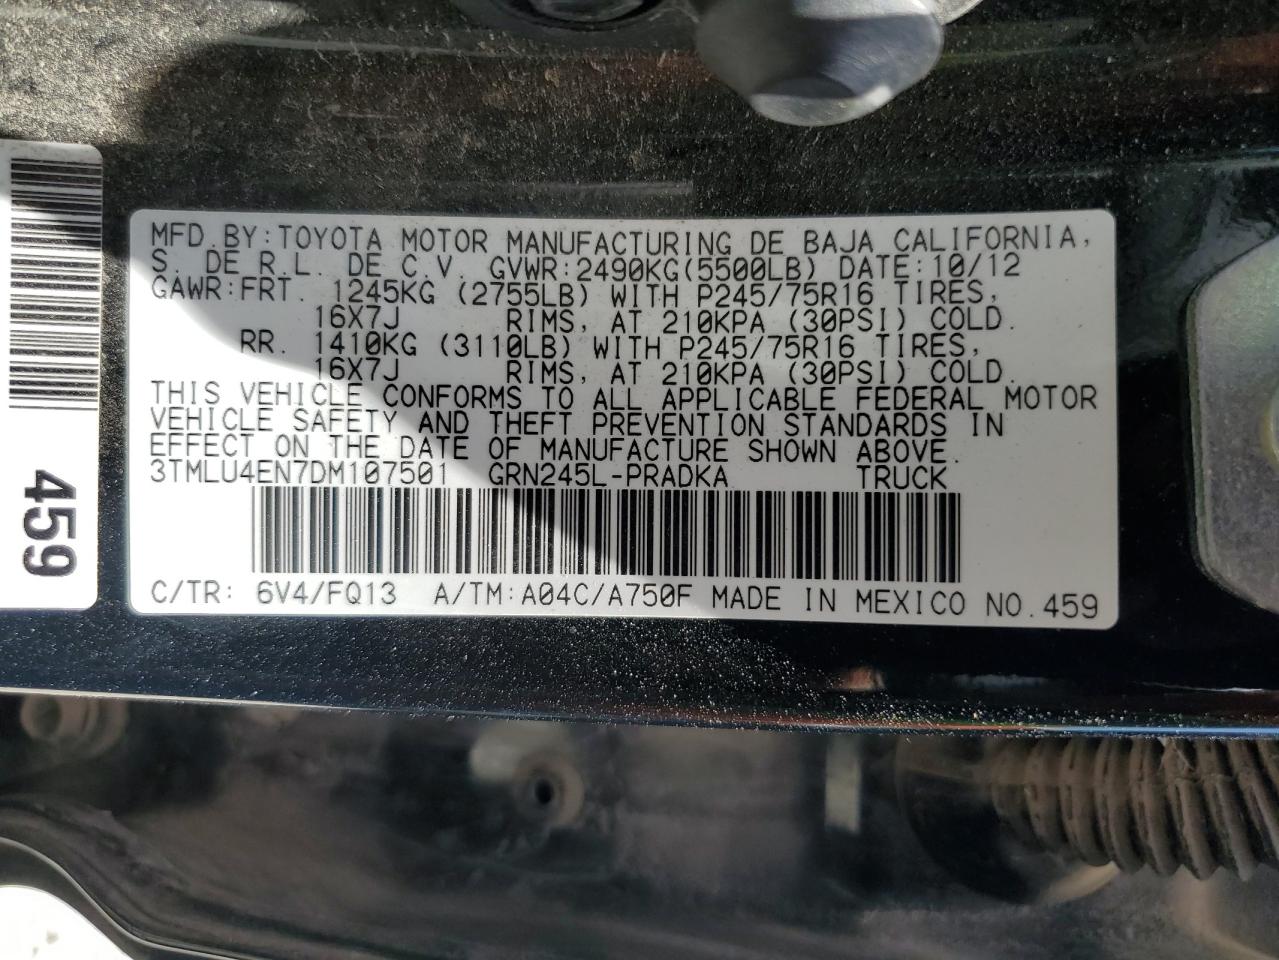 MFD.BY:TOYOTA MOTOR MANUFACTURING DE BAJA CALIFORNIA,
S. DE R.L. DE C.V. GVWR:2490KG(5500LB) DATE:10/12
GAWR:FRT. 1245KG (2755LB) WITH P245/75R16 TIRES,
16X7J RIMS, AT 210KPA (30PSI) COLD.
RR. 1410KG (3110LB) WITH P245/75R16 TIRES,
16X7J RIMS, AT 210KPA (30PSI) COLD.
THIS VEHICLE CONFORMS TO ALL APPLICABLE FEDERAL MOTOR
VEHICLE SAFETY AND THEFT PREVENTION STANDARDS IN
EFFECT ON THE DATE OF MANUFACTURE SHOWN ABOVE.
3TMLU4EN7DM107501 GRN245L-PRADKA TRUCK
C/TR: 6V4/FQ13 A/TM:A04C/A750F MADE IN MEXICO NO.459
459